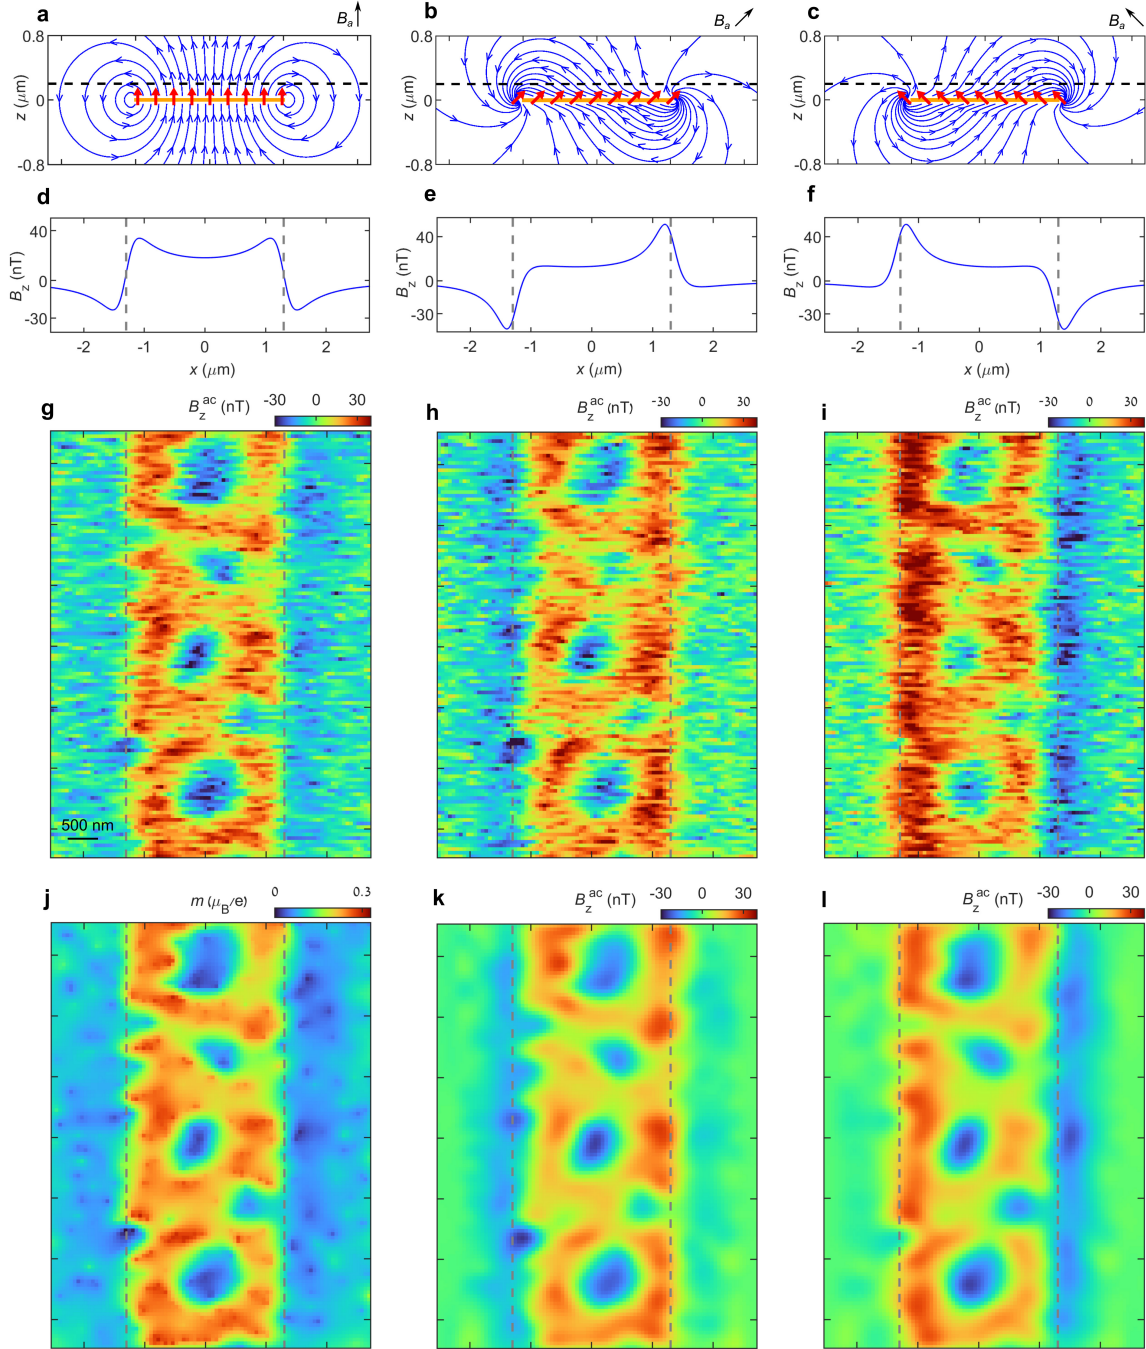 a
B_a
b
B_a
c
B_a
0.8
0
-0.8
z (μm)
0.8
0
-0.8
z (μm)
0.8
0
-0.8
z (μm)
d
40
0
-30
B_z (nT)
-2 -1 0 1 2
x (μm)
e
40
0
-30
B_z (nT)
-2 -1 0 1 2
x (μm)
f
40
0
-30
B_z (nT)
-2 -1 0 1 2
x (μm)
g
B_z^ac (nT)
-30 0 30
500 nm
h
B_z^ac (nT)
-30 0 30
i
B_z^ac (nT)
-30 0 30
j
m (μ_B/e)
0 0.3
k
B_z^ac (nT)
-30 0 30
l
B_z^ac (nT)
-30 0 30